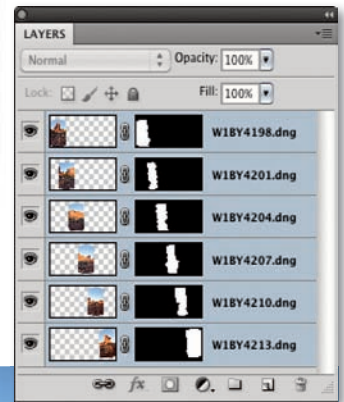 LAYERS
Normal Opacity: 100%
Lock: Fill: 100%
W1BY4198.dng
W1BY4201.dng
W1BY4204.dng
W1BY4207.dng
W1BY4210.dng
W1BY4213.dng
fx